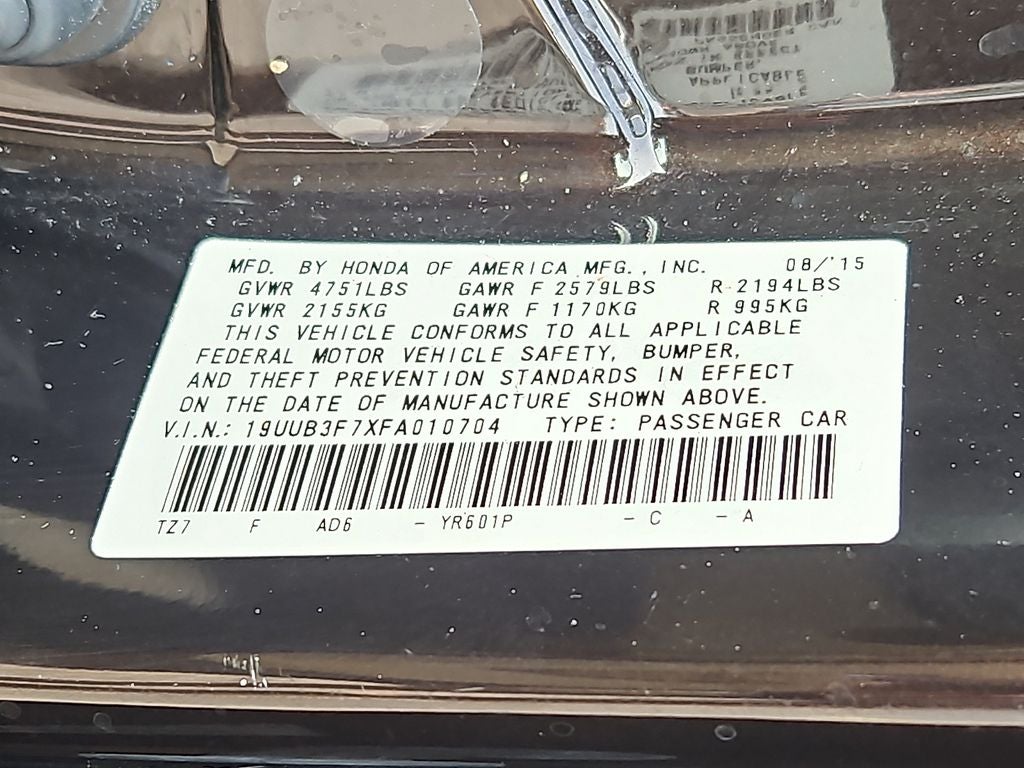 MFD. BY HONDA OF AMERICA MFG., INC. 08/'15
GVWR 4751LBS GAWR F 2579LBS R 2194LBS
GVWR 2155KG GAWR F 1170KG R 995KG
THIS VEHICLE CONFORMS TO ALL APPLICABLE
FEDERAL MOTOR VEHICLE SAFETY, BUMPER,
AND THEFT PREVENTION STANDARDS IN EFFECT
ON THE DATE OF MANUFACTURE SHOWN ABOVE.
V.I.N.: 19UUB3F7XFA010704 TYPE: PASSENGER CAR
TZ7 F AD6 - YR601P - C - A